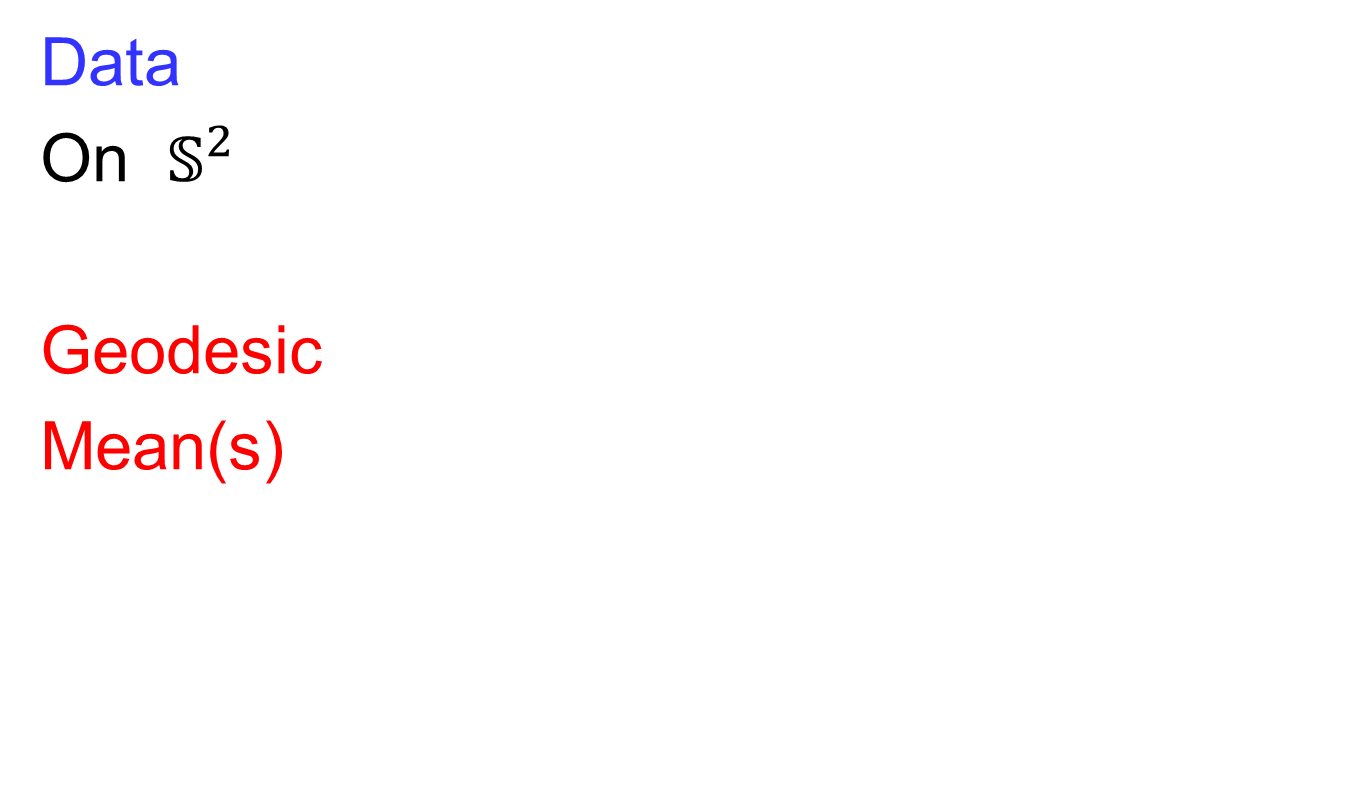 Data
On 𝕊²
Geodesic
Mean(s)